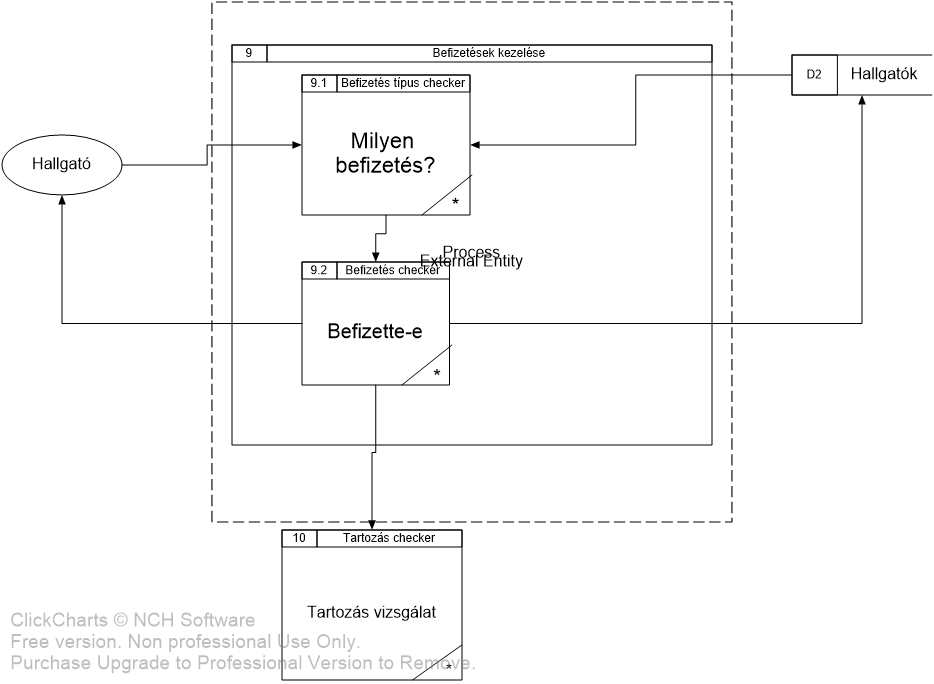 9 Befizetések kezelése
9.1 Befizetés típus checker
D2 Hallgatók
Milyen
befizetés?
Hallgató
*
Process
External Entity
9.2 Befizetés checker
Befizette-e
*
10 Tartozás checker
Tartozás vizsgálat
*
ClickCharts © NCH Software
Free version. Non professional Use Only.
Purchase Upgrade to Professional Version to Remove.